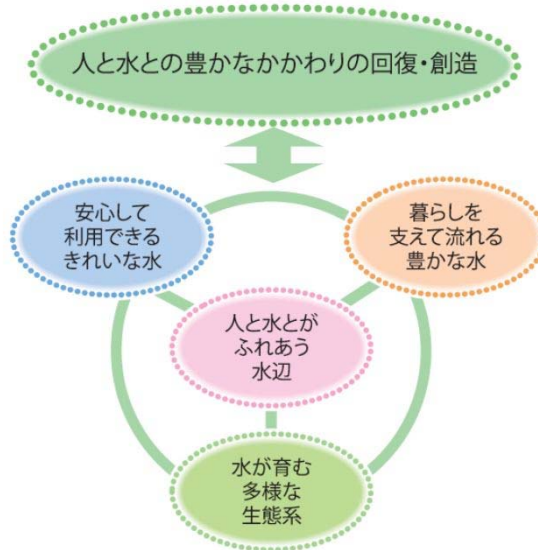 人と水との豊かなかかわりの回復・創造
安心して
利用できる
きれいな水
暮らしを
支えて流れる
豊かな水
人と水とが
ふれあう
水辺
水が育む
多様な
生態系